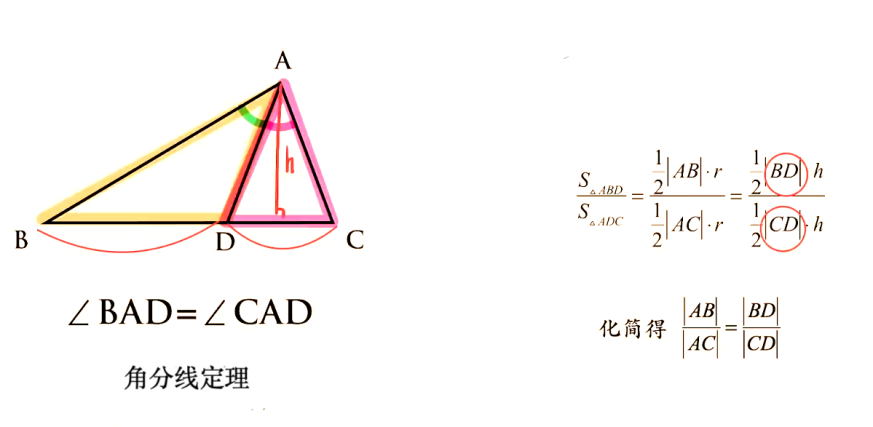 A
h
B
D
C
∠BAD=∠CAD
角分线定理
S△ABD / S△ADC = 1/2|AB|·r / 1/2|AC|·r = 1/2|BD| h / 1/2|CD|·h
化简得 |AB| / |AC| = |BD| / |CD|